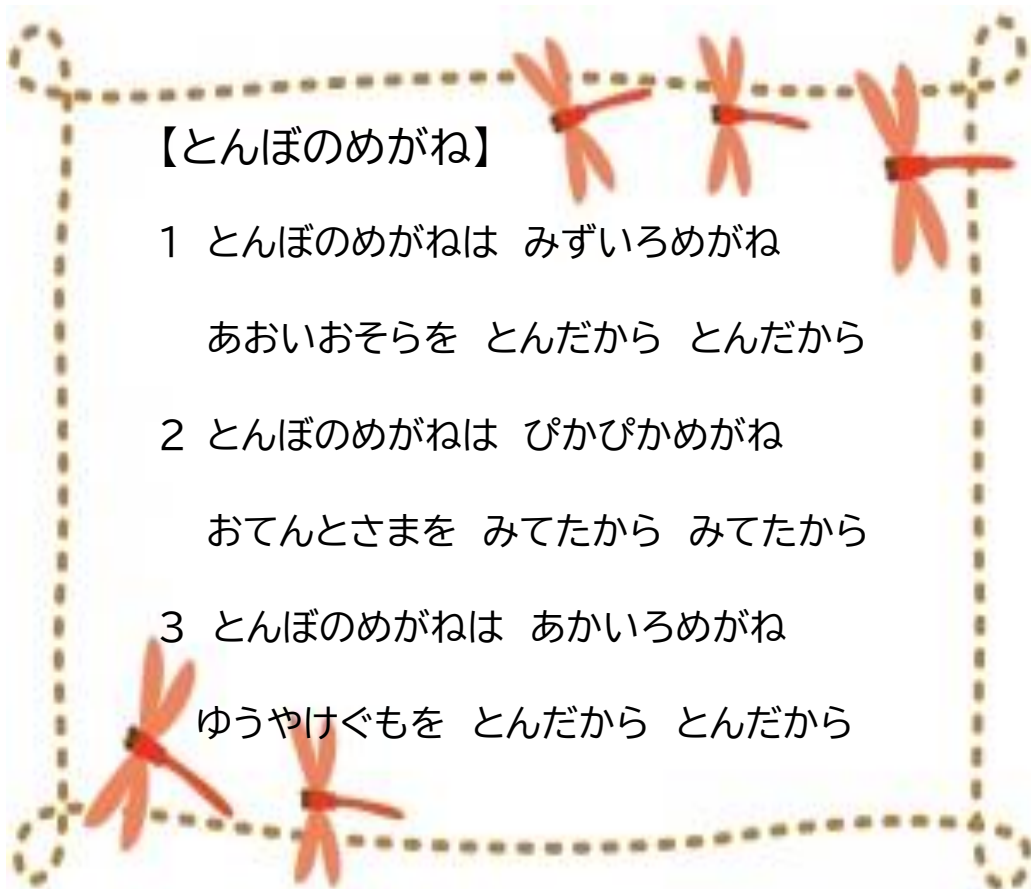 【とんぼのめがね】
1 とんぼのめがねは みずいろめがね
あおいおそらを とんだから とんだから
2 とんぼのめがねは ぴかぴかめがね
おてんとさまを みてたから みてたから
3 とんぼのめがねは あかいろめがね
ゆうやけぐもを とんだから とんだから